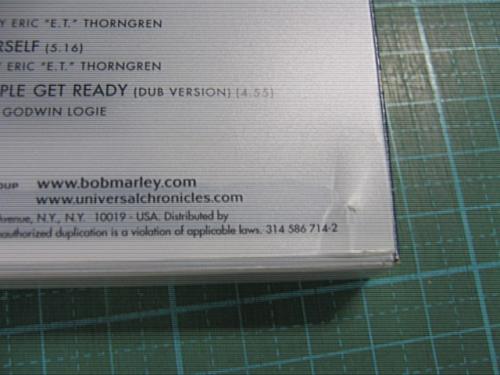 Y ERIC "E.T." THORNGREN
RSELF (5.16)
ERIC "E.T." THORNGREN
PLE GET READY (DUB VERSION) (4.55)
GODWIN LOGIE
OUP www.bobmarley.com
www.universalchronicles.com
venue, N.Y., N.Y. 10019 - USA. Distributed by
authorized duplication is a violation of applicable laws. 314 586 714-2